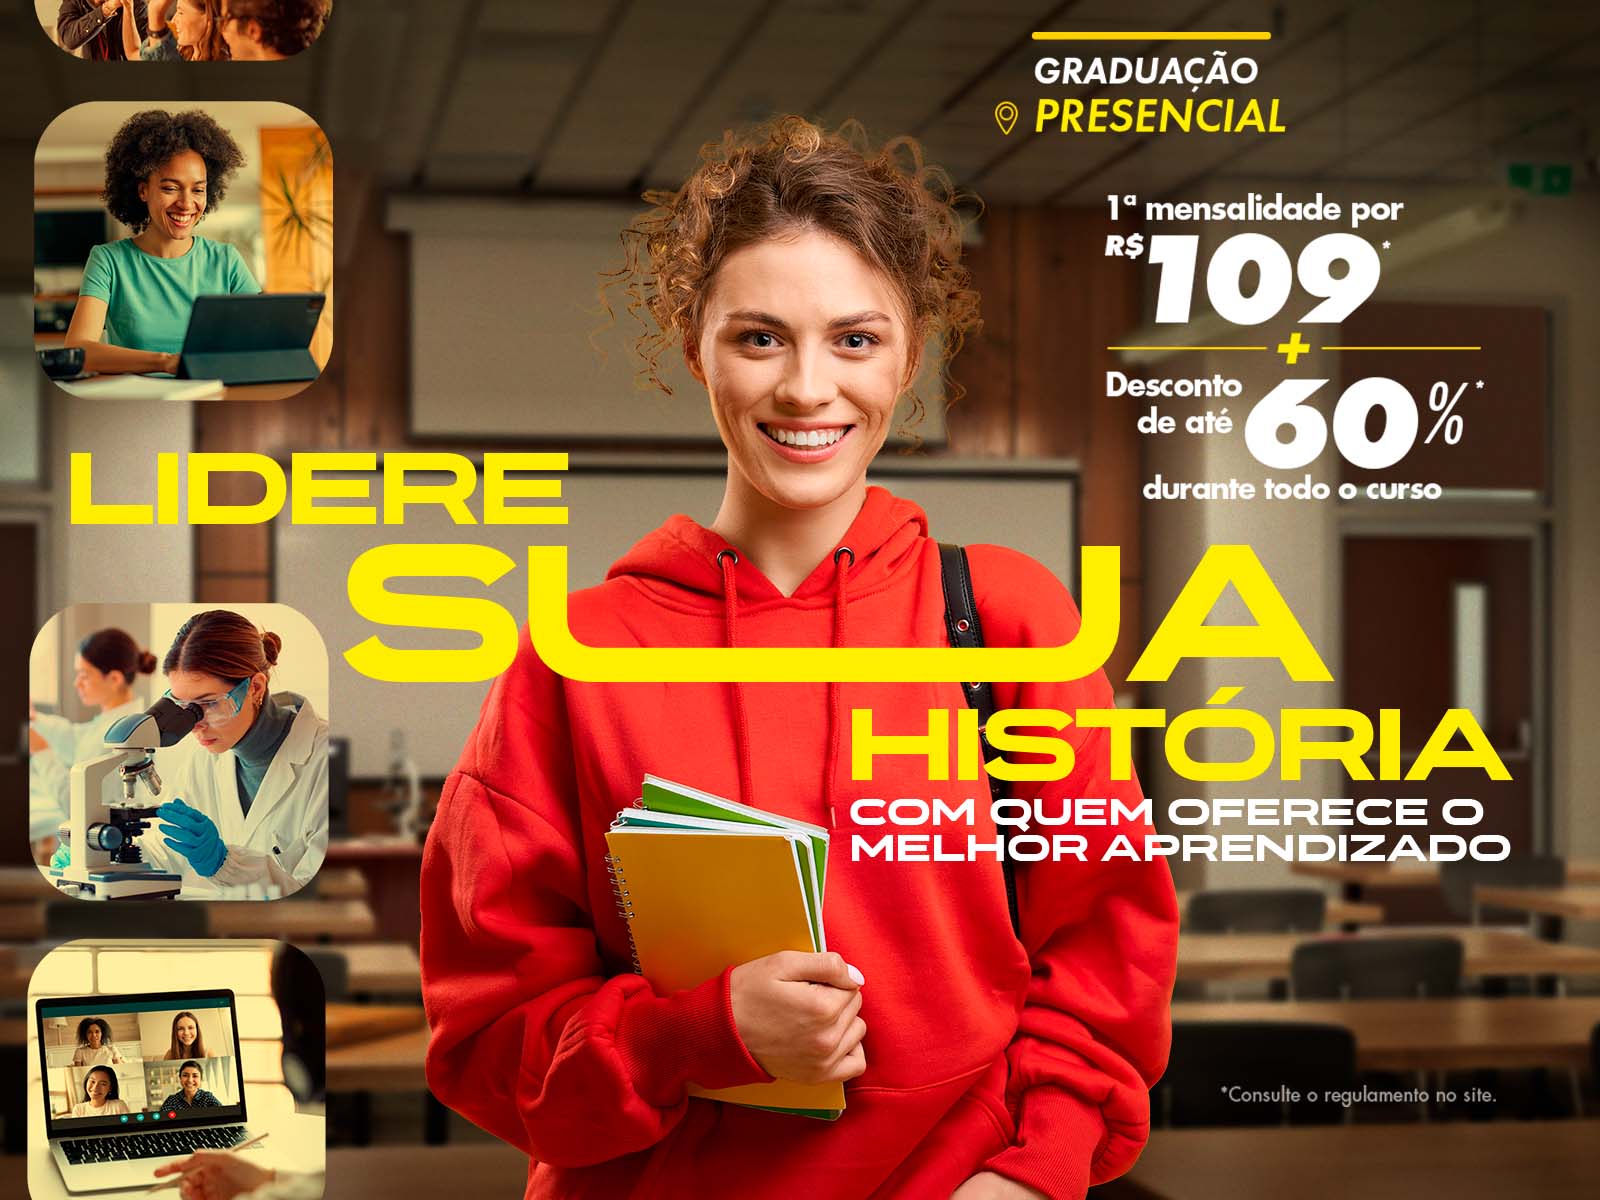 GRADUAÇÃO
PRESENCIAL
1ª mensalidade por
R$109*
+
Desconto
de até 60%*
durante todo o curso
LIDERE
SUA
HISTÓRIA
COM QUEM OFERECE O
MELHOR APRENDIZADO
*Consulte o regulamento no site.